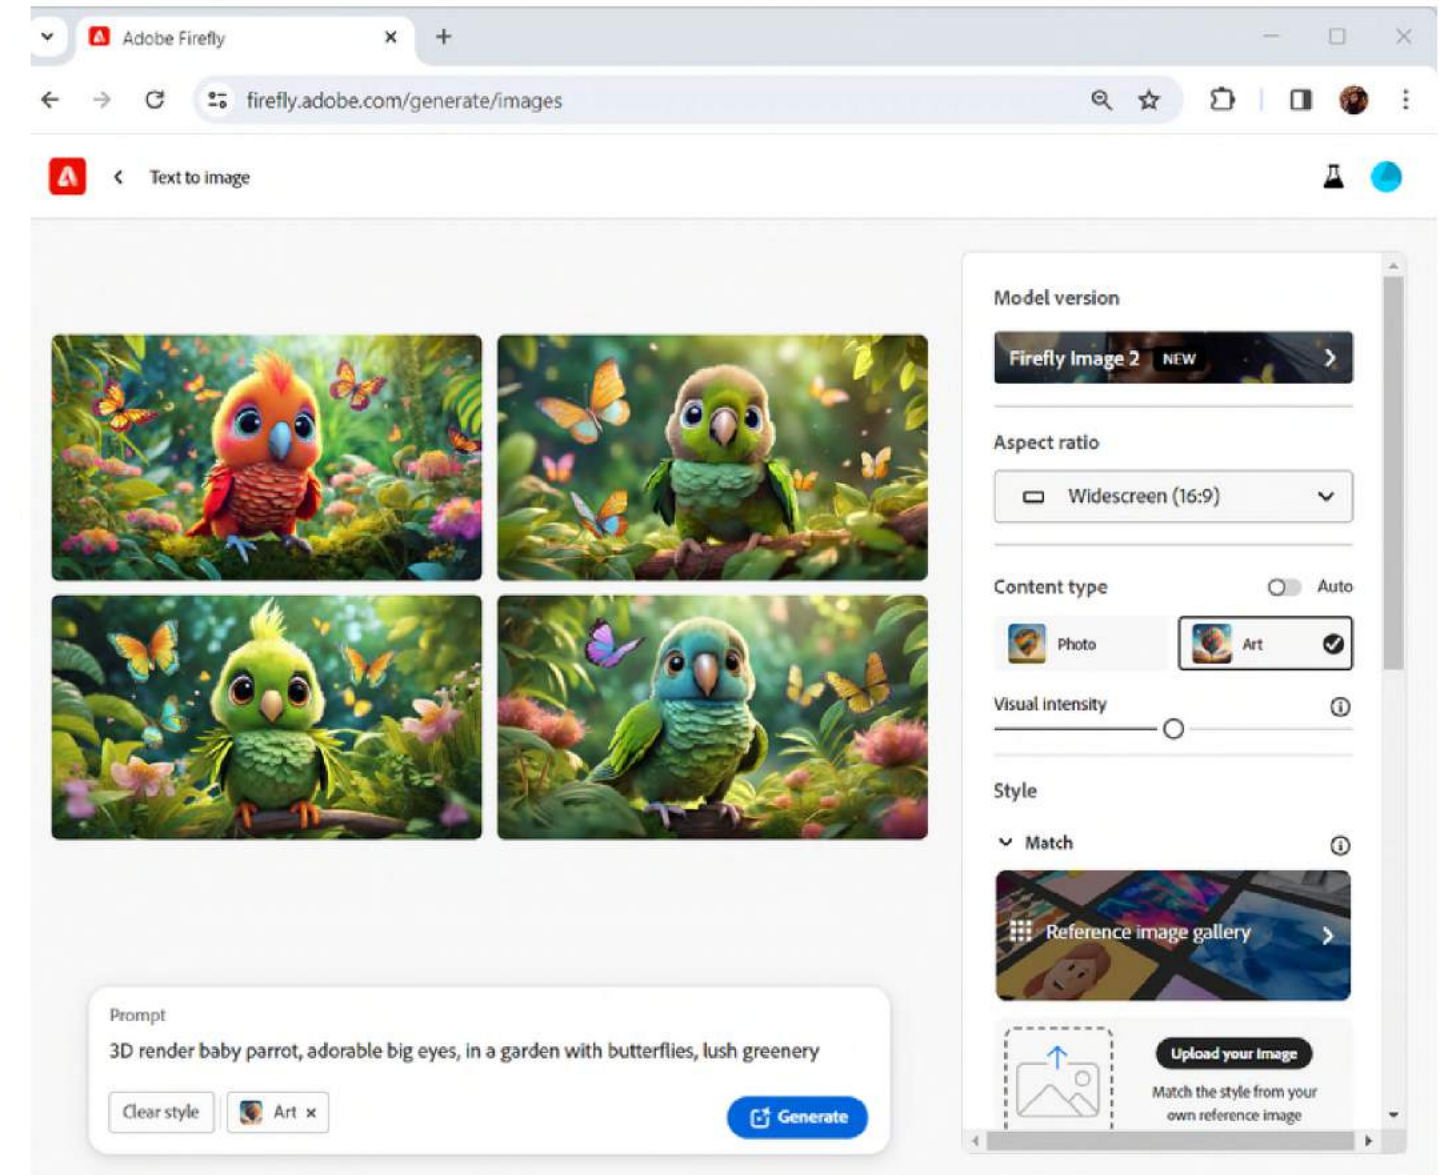 Adobe Firefly
firefly.adobe.com/generate/images
Text to image
Model version
Firefly Image 2 NEW
Aspect ratio
Widescreen (16:9)
Content type Auto
Photo Art
Visual intensity
Style
Match
Reference image gallery
Upload your Image
Match the style from your
own reference image
Prompt
3D render baby parrot, adorable big eyes, in a garden with butterflies, lush greenery
Clear style Art Generate